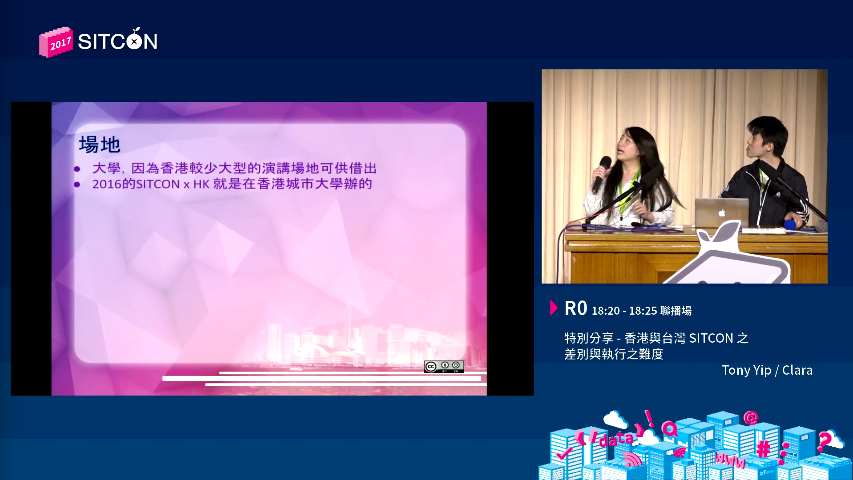 2017 SITCON
場地
● 大學，因為香港較少大型的演講場地可供借出
● 2016的SITCON x HK 就是在香港城市大學辦的
cc
R0 18:20 - 18:25 聯播場
特別分享 - 香港與台灣 SITCON 之
差別與執行之難度
Tony Yip / Clara
data
www